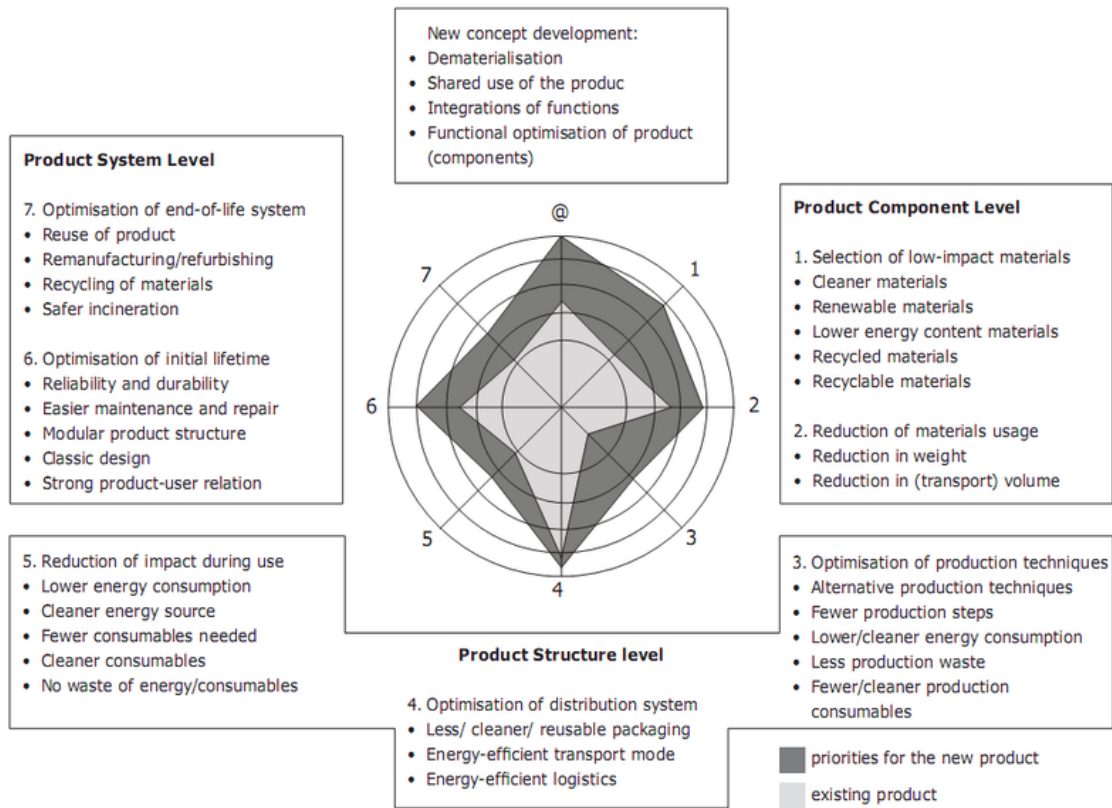 New concept development:
• Dematerialisation
• Shared use of the produc
• Integrations of functions
• Functional optimisation of product
(components)
Product System Level
7. Optimisation of end-of-life system
• Reuse of product
• Remanufacturing/refurbishing
• Recycling of materials
• Safer incineration
6. Optimisation of initial lifetime
• Reliability and durability
• Easier maintenance and repair
• Modular product structure
• Classic design
• Strong product-user relation
5. Reduction of impact during use
• Lower energy consumption
• Cleaner energy source
• Fewer consumables needed
• Cleaner consumables
• No waste of energy/consumables
@
1
2
3
4
5
6
7
Product Component Level
1. Selection of low-impact materials
• Cleaner materials
• Renewable materials
• Lower energy content materials
• Recycled materials
• Recyclable materials
2. Reduction of materials usage
• Reduction in weight
• Reduction in (transport) volume
3. Optimisation of production techniques
• Alternative production techniques
• Fewer production steps
• Lower/cleaner energy consumption
• Less production waste
• Fewer/cleaner production
consumables
Product Structure level
4. Optimisation of distribution system
• Less/ cleaner/ reusable packaging
• Energy-efficient transport mode
• Energy-efficient logistics
priorities for the new product
existing product